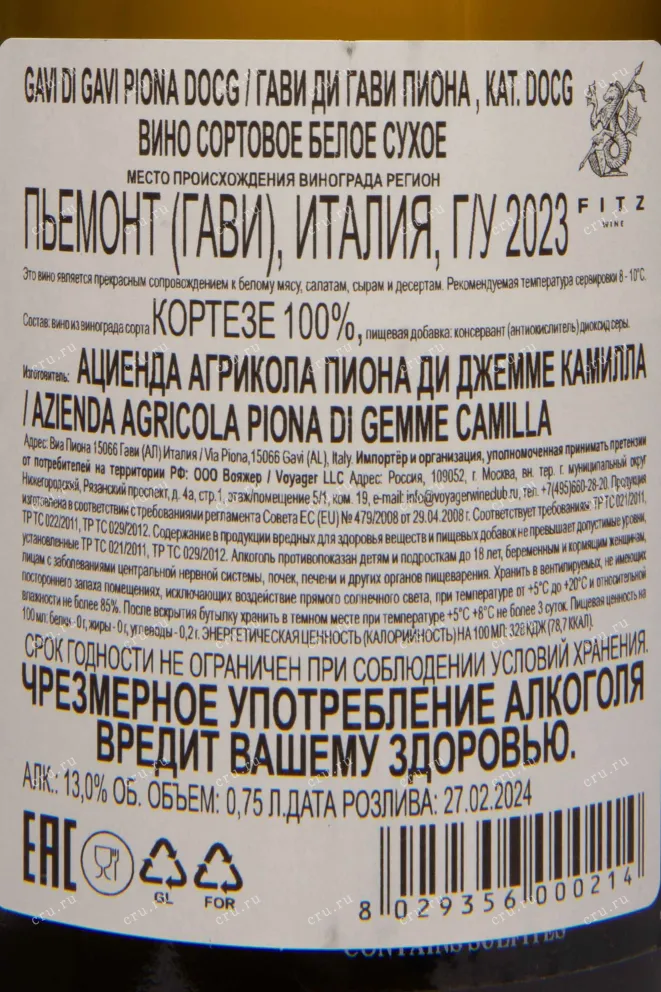 GAVI DI GAVI PIONA DOCG / ГАВИ ДИ ГАВИ ПИОНА , КАТ. DOCG
ВИНО СОРТОВОЕ БЕЛОЕ СУХОЕ
МЕСТО ПРОИСХОЖДЕНИЯ ВИНОГРАДА РЕГИОН
ПЬЕМОНТ (ГАВИ), ИТАЛИЯ, Г/У 2023
FITZ
WINE
Это вино является прекрасным сопровождением к белому мясу, салатам, сырам и десертам. Рекомендуемая температура сервировки 8 - 10°С.
Состав: вино из винограда сорта КОРТЕЗЕ 100%, пищевая добавка: консервант (антиокислитель) диоксид серы.
Изготовитель: АЦИЕНДА АГРИКОЛА ПИОНА ДИ ДЖЕММЕ КАМИЛЛА
/ AZIENDA AGRICOLA PIONA DI GEMME CAMILLA
Адрес: Виа Пиона 15066 Гави (АЛ) Италия / Via Piona,15066 Gavi (AL), Italy. Импортёр и организация, уполномоченная принимать претензии
от потребителей на территории РФ: ООО Вояжер / Voyager LLC Адрес: Россия, 109052, г. Москва, вн. тер. г. муниципальный округ
Нижегородский, Рязанский проспект, д. 4а, стр.1, этаж/помещение 5/1, ком. 19, e-mail: info@voyagerwineclub.ru, тел. +7(495)660-28-20. Продукция
изготовлена в соответствии с требованиями регламента Совета ЕС (EU) № 479/2008 от 29.04.2008 г. Соответствует требованиям ТР ТС 021/2011,
ТР ТС 022/2011, ТР ТС 029/2012. Содержание в продукции вредных для здоровья веществ и пищевых добавок не превышает допустимые уровни,
установленные ТР ТС 021/2011, ТР ТС 029/2012. Алкоголь противопоказан детям и подросткам до 18 лет, беременным и кормящим женщинам,
лицам с заболеваниями центральной нервной системы, почек, печени и других органов пищеварения. Хранить в вентилируемых, не имеющих
постороннего запаха помещениях, исключающих воздействие прямого солнечного света, при температуре от +5°С до +20°С и относительной
влажности не более 85%. После вскрытия бутылку хранить в темном месте при температуре +5°С +8°С не более 3 суток. Пищевая ценность на
100 мл: белки - 0 г, жиры - 0 г, углеводы - 0,2 г. ЭНЕРГЕТИЧЕСКАЯ ЦЕННОСТЬ (КАЛОРИЙНОСТЬ) НА 100 МЛ: 328 КДЖ (78,7 ККАЛ).
СРОК ГОДНОСТИ НЕ ОГРАНИЧЕН ПРИ СОБЛЮДЕНИИ УСЛОВИЙ ХРАНЕНИЯ.
ЧРЕЗМЕРНОЕ УПОТРЕБЛЕНИЕ АЛКОГОЛЯ
ВРЕДИТ ВАШЕМУ ЗДОРОВЬЮ.
АЛК.: 13,0% ОБ. ОБЪЕМ: 0,75 Л.ДАТА РОЗЛИВА: 27.02.2024
EAC
GL
FOR
8 029356 000214
CONTAINS SULFITES